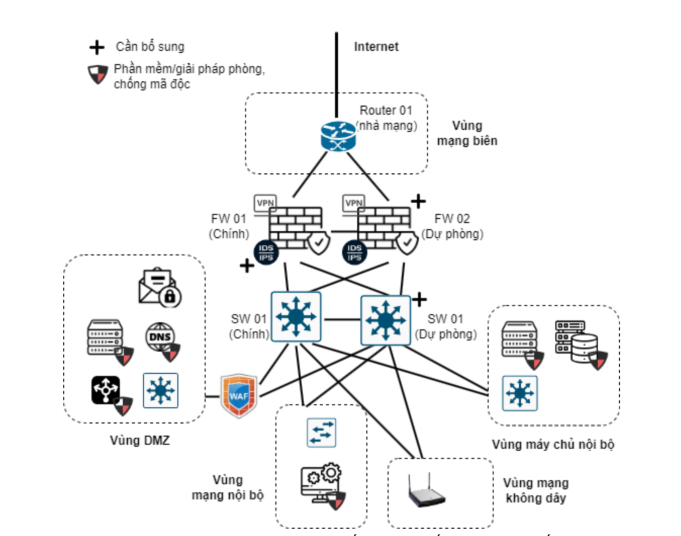 Internet
Cần bổ sung
Phần mềm/giải pháp phòng,
chống mã độc
Router 01
(nhà mạng)
Vùng
mạng biên
VPN
VPN
FW 01
(Chính)
FW 02
(Dự phòng)
IDS
IPS
IDS
IPS
SW 01
(Chính)
SW 01
(Dự phòng)
DNS
WAF
Vùng DMZ
Vùng máy chủ nội bộ
Vùng
mạng nội bộ
Vùng mạng
không dây